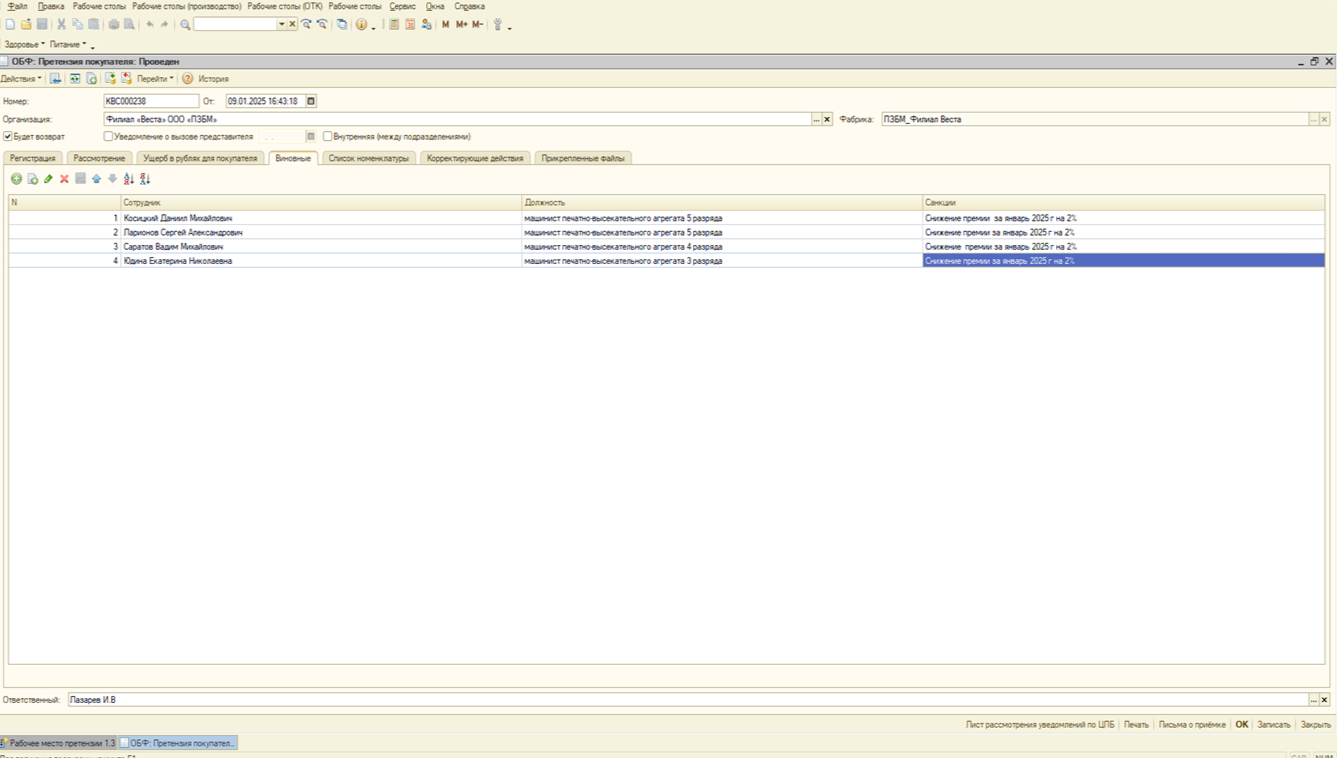 Файл Правка Рабочие столы Рабочие столы (производство) Рабочие столы (ОТК) Рабочие столы Сервис Окна Справка
M M+ M-
Здоровье Питание
ОБФ: Претензия покупателя: Проведен
Действия Перейти История
Номер: КВС000238 От: 09.01.2025 16:43:18
Организация: Филиал «Веста» ООО «ПЗБМ» Фабрика: ПЗБМ_Филиал Веста
Будет возврат Уведомление о вызове представителя . . Внутренняя (между подразделениями)
Регистрация Рассмотрение Ущерб в рублях для покупателя Виновные Список номенклатуры Корректирующие действия Прикрепленные файлы
N Сотрудник Должность Санкции
1 Косицкий Даниил Михайлович машинист печатно-высекательного агрегата 5 разряда Снижение премии за январь 2025 г на 2%
2 Ларионов Сергей Александрович машинист печатно-высекательного агрегата 5 разряда Снижение премии за январь 2025 г на 2%
3 Саратов Вадим Михайлович машинист печатно-высекательного агрегата 4 разряда Снижение премии за январь 2025 г на 2%
4 Юдина Екатерина Николаевна машинист печатно-высекательного агрегата 3 разряда Снижение премии за январь 2025 г на 2%
Ответственный: Лазарев И.В
Лист рассмотрения уведомлений по ЦПБ Печать Письма о приёмке OK Записать Закрыть
Рабочее место претензии 1.3 ОБФ: Претензия покупател...